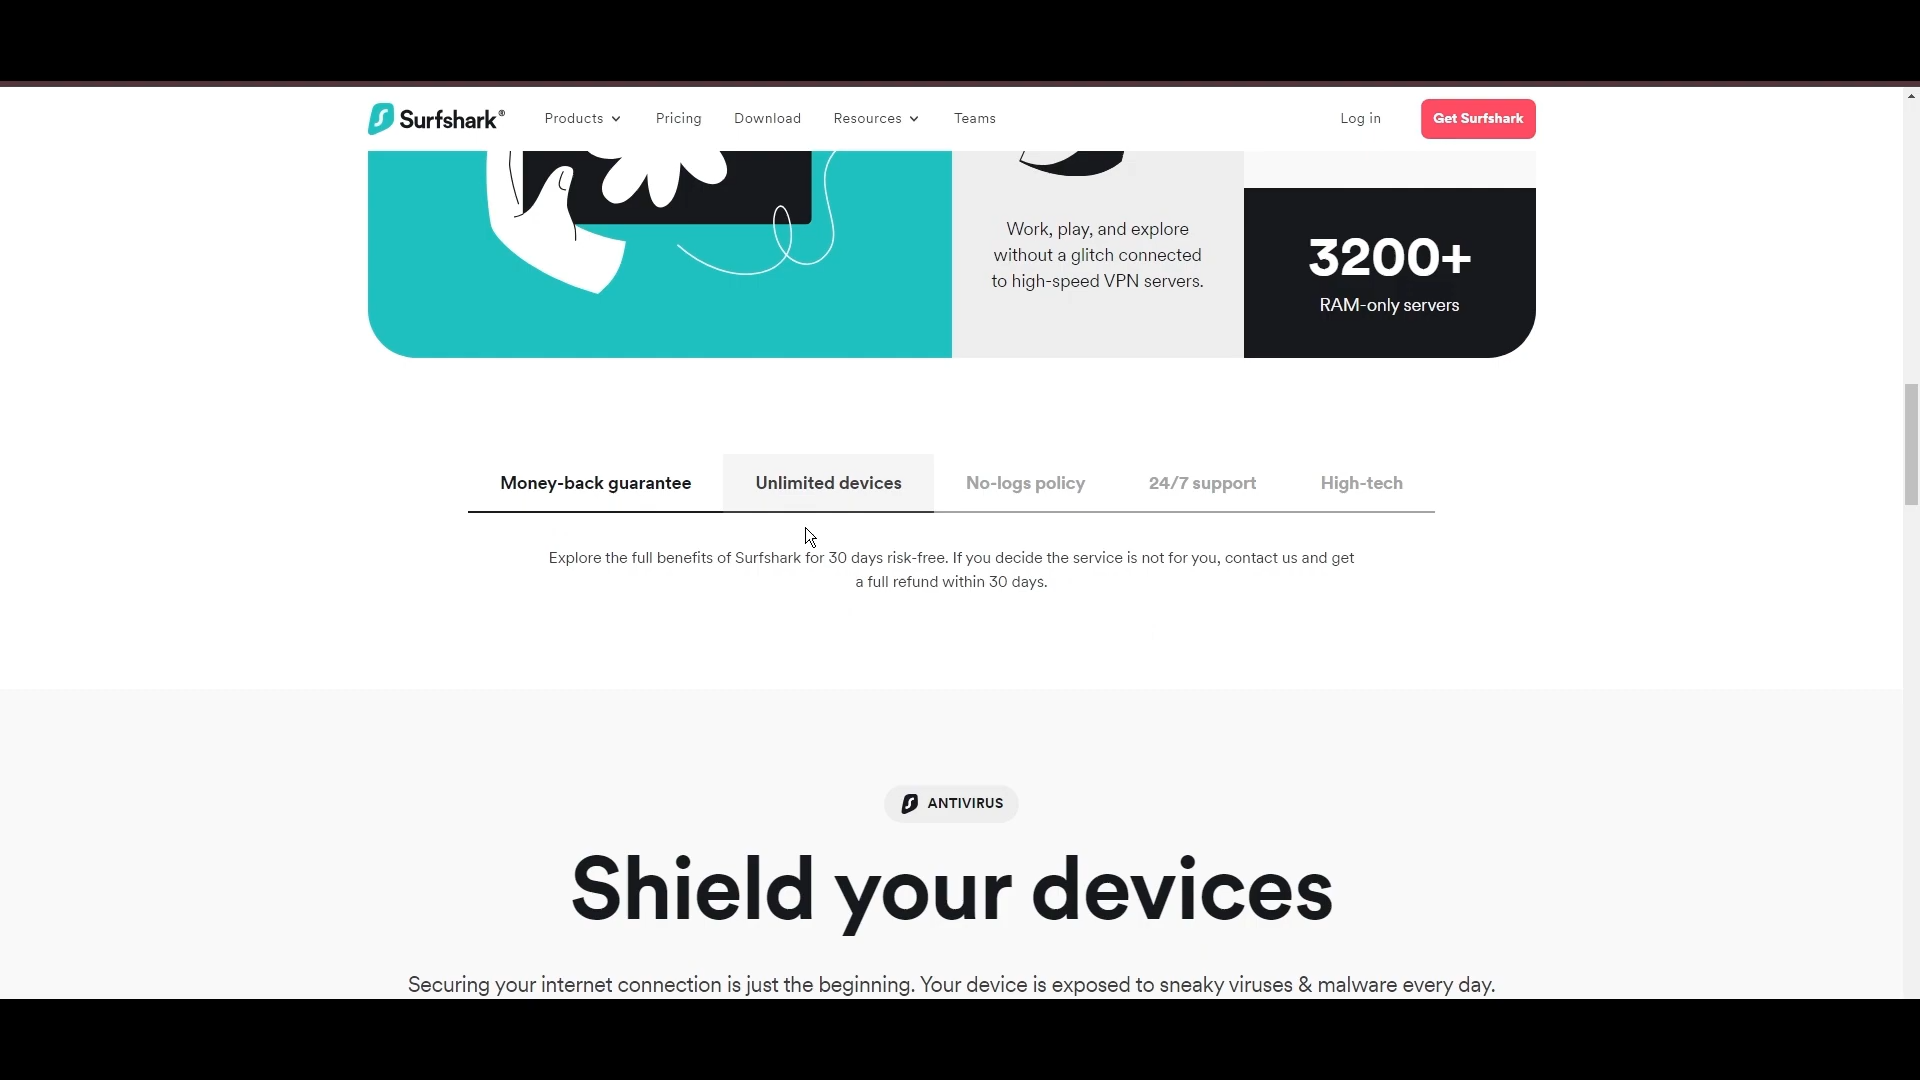 Surfshark®
Products
Pricing
Download
Resources
Teams
Log in
Get Surfshark
Work, play, and explore
without a glitch connected
to high-speed VPN servers.
3200+
RAM-only servers
Money-back guarantee
Unlimited devices
No-logs policy
24/7 support
High-tech
Explore the full benefits of Surfshark for 30 days risk-free. If you decide the service is not for you, contact us and get
a full refund within 30 days.
ANTIVIRUS
Shield your devices
Securing your internet connection is just the beginning. Your device is exposed to sneaky viruses & malware every day.